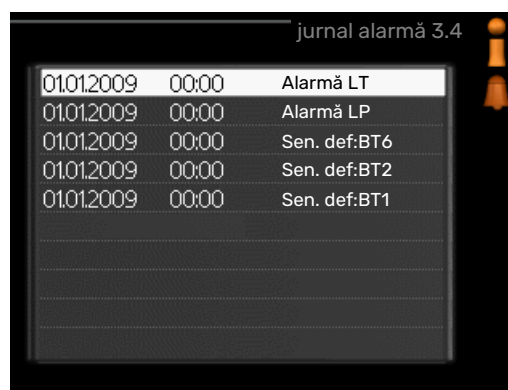 jurnal alarmă 3.4
01.01.2009 00:00 Alarmă LT
01.01.2009 00:00 Alarmă LP
01.01.2009 00:00 Sen. def:BT6
01.01.2009 00:00 Sen. def:BT2
01.01.2009 00:00 Sen. def:BT1